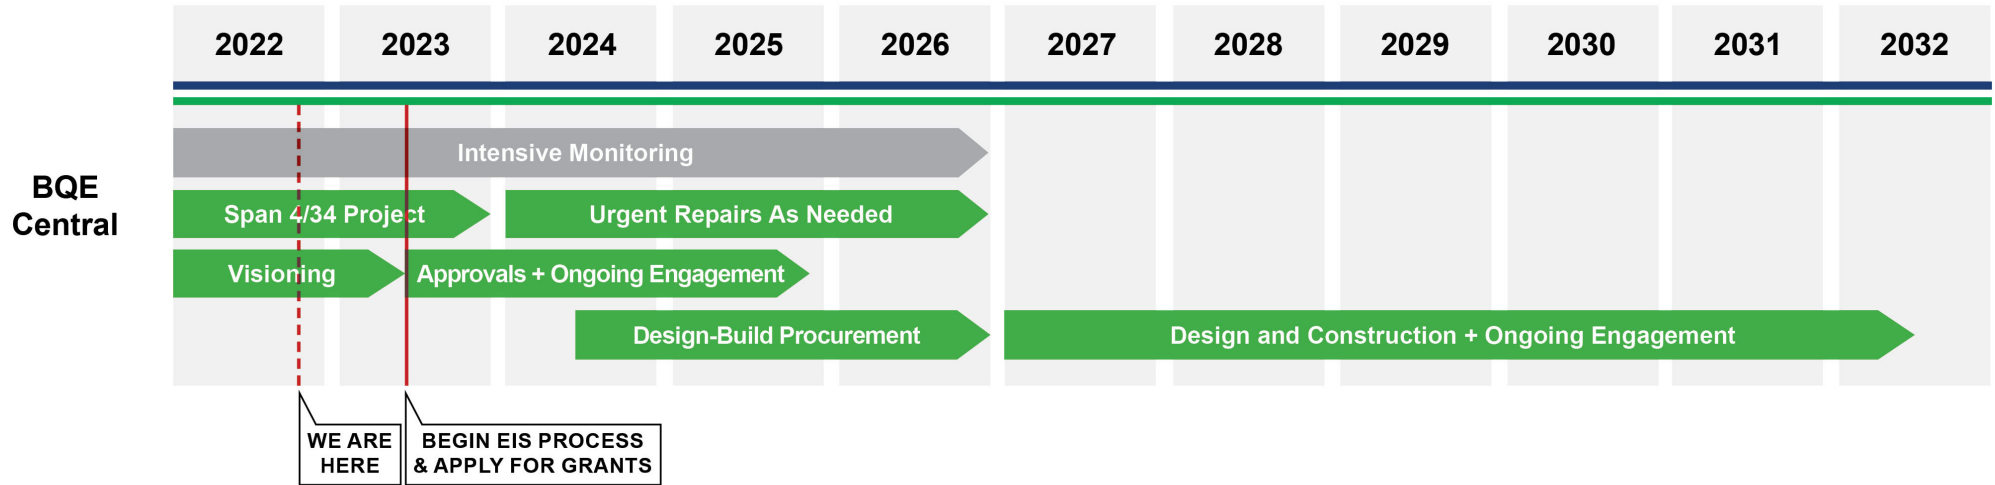 2022 2023 2024 2025 2026 2027 2028 2029 2030 2031 2032
BQE
Central
Intensive Monitoring
Span 4/34 Project
Urgent Repairs As Needed
Visioning
Approvals + Ongoing Engagement
Design-Build Procurement
Design and Construction + Ongoing Engagement
WE ARE
HERE
BEGIN EIS PROCESS
& APPLY FOR GRANTS